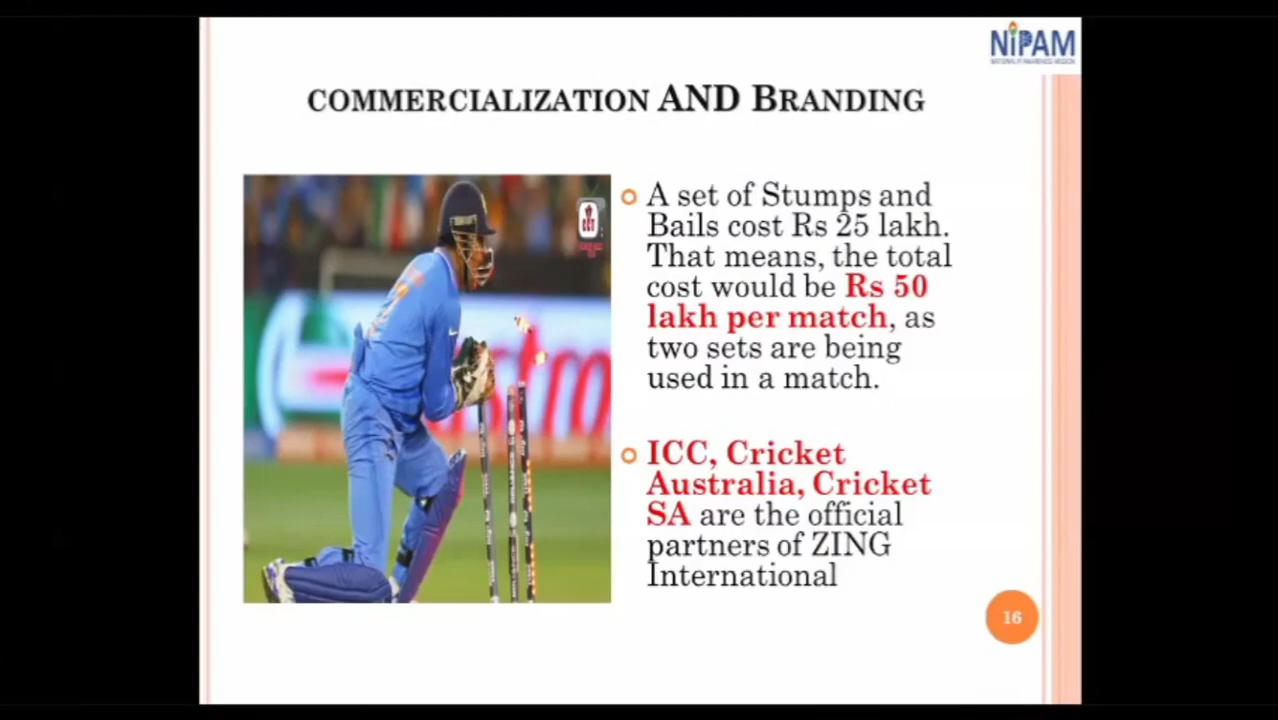 NiPAM
COMMERCIALIZATION AND BRANDING
A set of Stumps and
Bails cost Rs 25 lakh.
That means, the total
cost would be Rs 50
lakh per match, as
two sets are being
used in a match.
ICC, Cricket
Australia, Cricket
SA are the official
partners of ZING
International
16